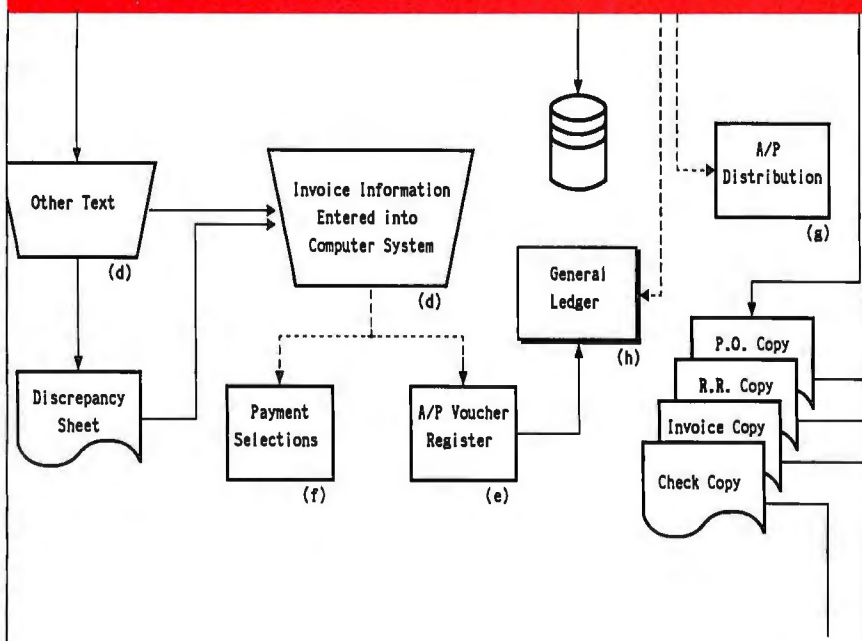 Other Text
(d)
Invoice Information
Entered into
Computer System
(d)
A/P
Distribution
(g)
General
Ledger
(h)
Discrepancy
Sheet
Payment
Selections
(f)
A/P Voucher
Register
(e)
P.O. Copy
R.R. Copy
Invoice Copy
Check Copy